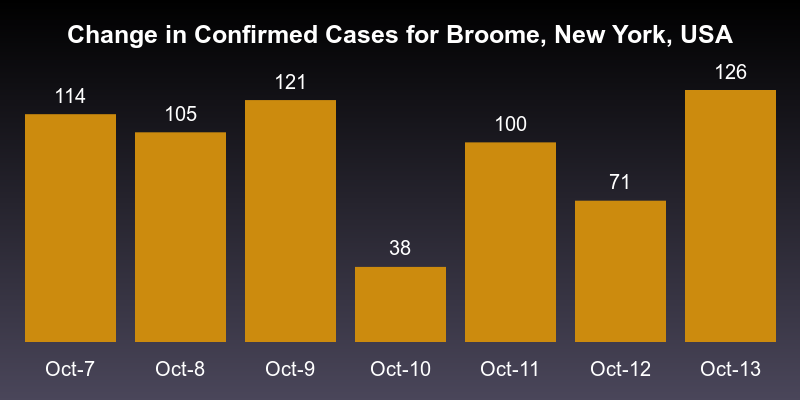 Change in Confirmed Cases for Broome, New York, USA
114
105
121
38
100
71
126
Oct-7
Oct-8
Oct-9
Oct-10
Oct-11
Oct-12
Oct-13